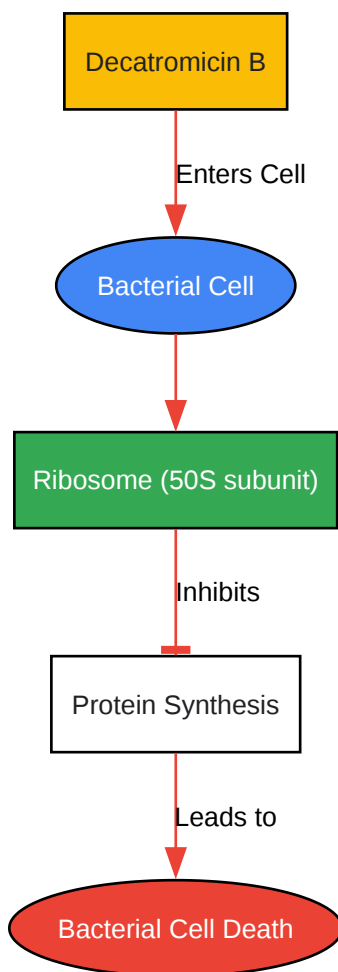 Decatromicin B
Enters Cell
Bacterial Cell
Ribosome (50S subunit)
Inhibits
Protein Synthesis
Leads to
Bacterial Cell Death